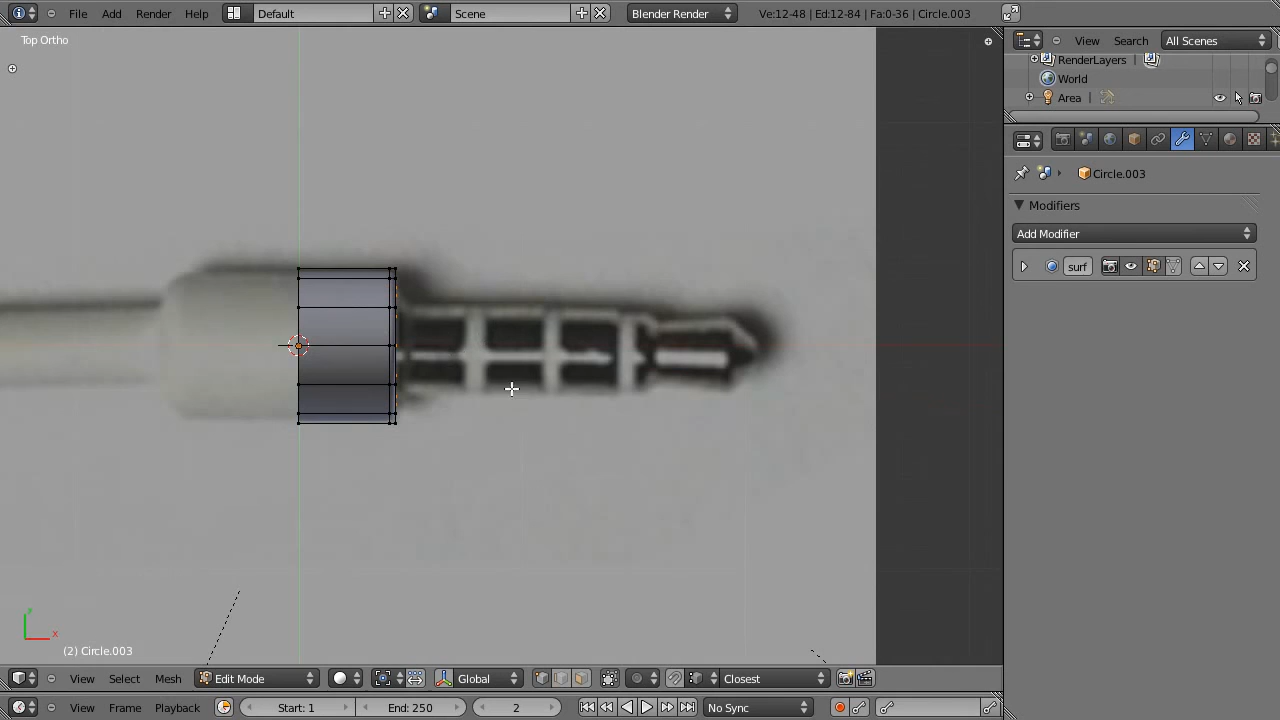 File Add Render Help Default Scene Blender Render Ve:12-48 | Ed:12-84 | Fa:0-36 | Circle.003
Top Ortho
View Search All Scenes
RenderLayers |
World
Area |
Circle.003
Modifiers
Add Modifier
surf
y
x
(2) Circle.003
View Select Mesh Edit Mode Global Closest
View Frame Playback Start: 1 End: 250 2 No Sync